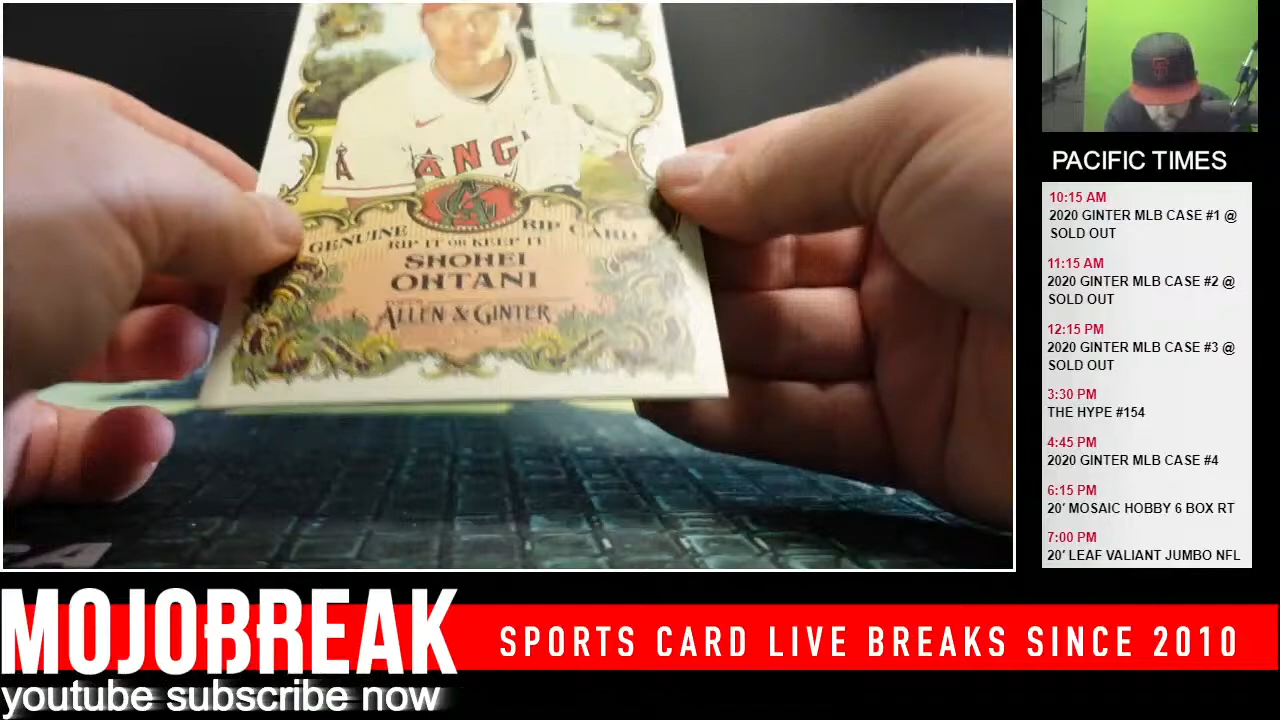 A ANG
GENUINE RIP CARD
RIP IT OR KEEP IT
SHOHEI
OHTANI
TOPPS
ALLEN & GINTER
PACIFIC TIMES
10:15 AM
2020 GINTER MLB CASE #1 @
SOLD OUT
11:15 AM
2020 GINTER MLB CASE #2 @
SOLD OUT
12:15 PM
2020 GINTER MLB CASE #3 @
SOLD OUT
3:30 PM
THE HYPE #154
4:45 PM
2020 GINTER MLB CASE #4
6:15 PM
20' MOSAIC HOBBY 6 BOX RT
7:00 PM
20' LEAF VALIANT JUMBO NFL
MOJOBREAK
SPORTS CARD LIVE BREAKS SINCE 2010
youtube subscribe now